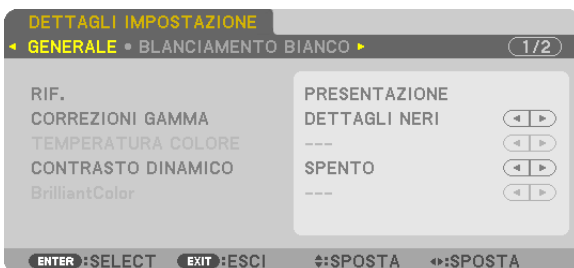 DETTAGLI IMPOSTAZIONE
GENERALE • BLANCIAMENTO BIANCO 1/2
RIF. PRESENTAZIONE
CORREZIONI GAMMA DETTAGLI NERI
TEMPERATURA COLORE ---
CONTRASTO DINAMICO SPENTO
BrilliantColor ---
ENTER :SELECT EXIT :ESCI :SPOSTA :SPOSTA